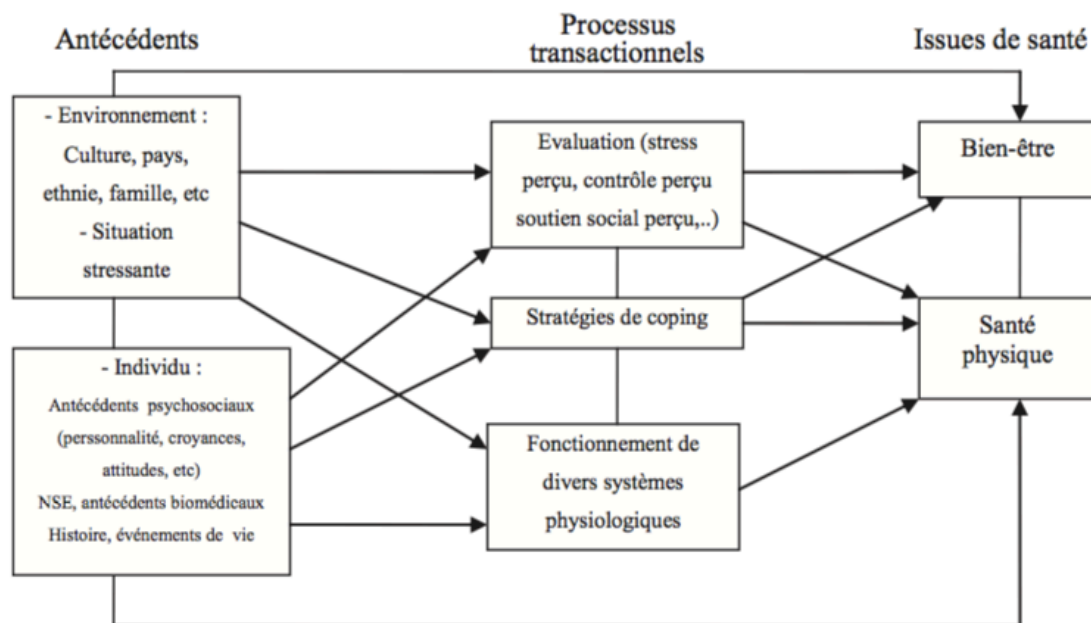 Antécédents
Processus
transactionnels
Issues de santé
- Environnement :
Culture, pays,
ethnie, famille, etc
- Situation
stressante
- Individu :
Antécédents psychosociaux
(perssonnalité, croyances,
attitudes, etc)
NSE, antécédents biomédicaux
Histoire, événements de vie
Evaluation (stress
perçu, contrôle perçu
soutien social perçu,..)
Stratégies de coping
Fonctionnement de
divers systèmes
physiologiques
Bien-être
Santé
physique